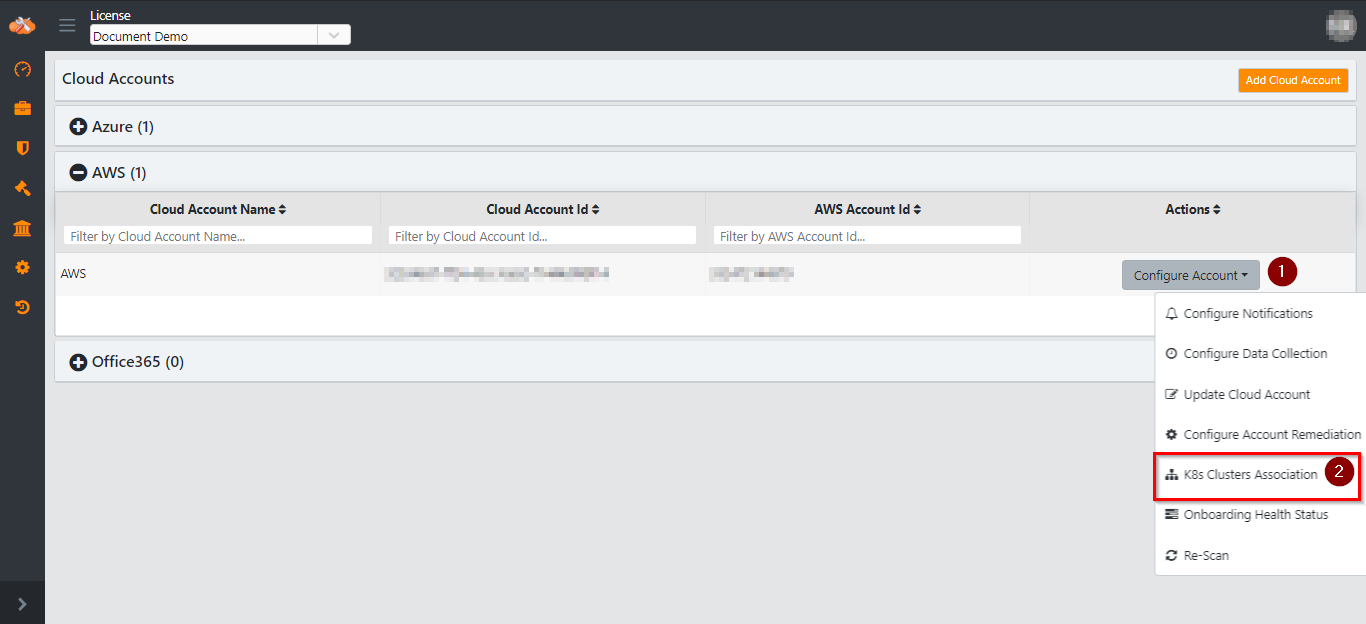 License
Document Demo
Cloud Accounts
Add Cloud Account
Azure (1)
AWS (1)
Cloud Account Name
Cloud Account Id
AWS Account Id
Actions
Filter by Cloud Account Name...
Filter by Cloud Account Id...
Filter by AWS Account Id...
AWS
Configure Account
1
Configure Notifications
Configure Data Collection
Office365 (0)
Update Cloud Account
Configure Account Remediation
K8s Clusters Association
2
Onboarding Health Status
Re-Scan